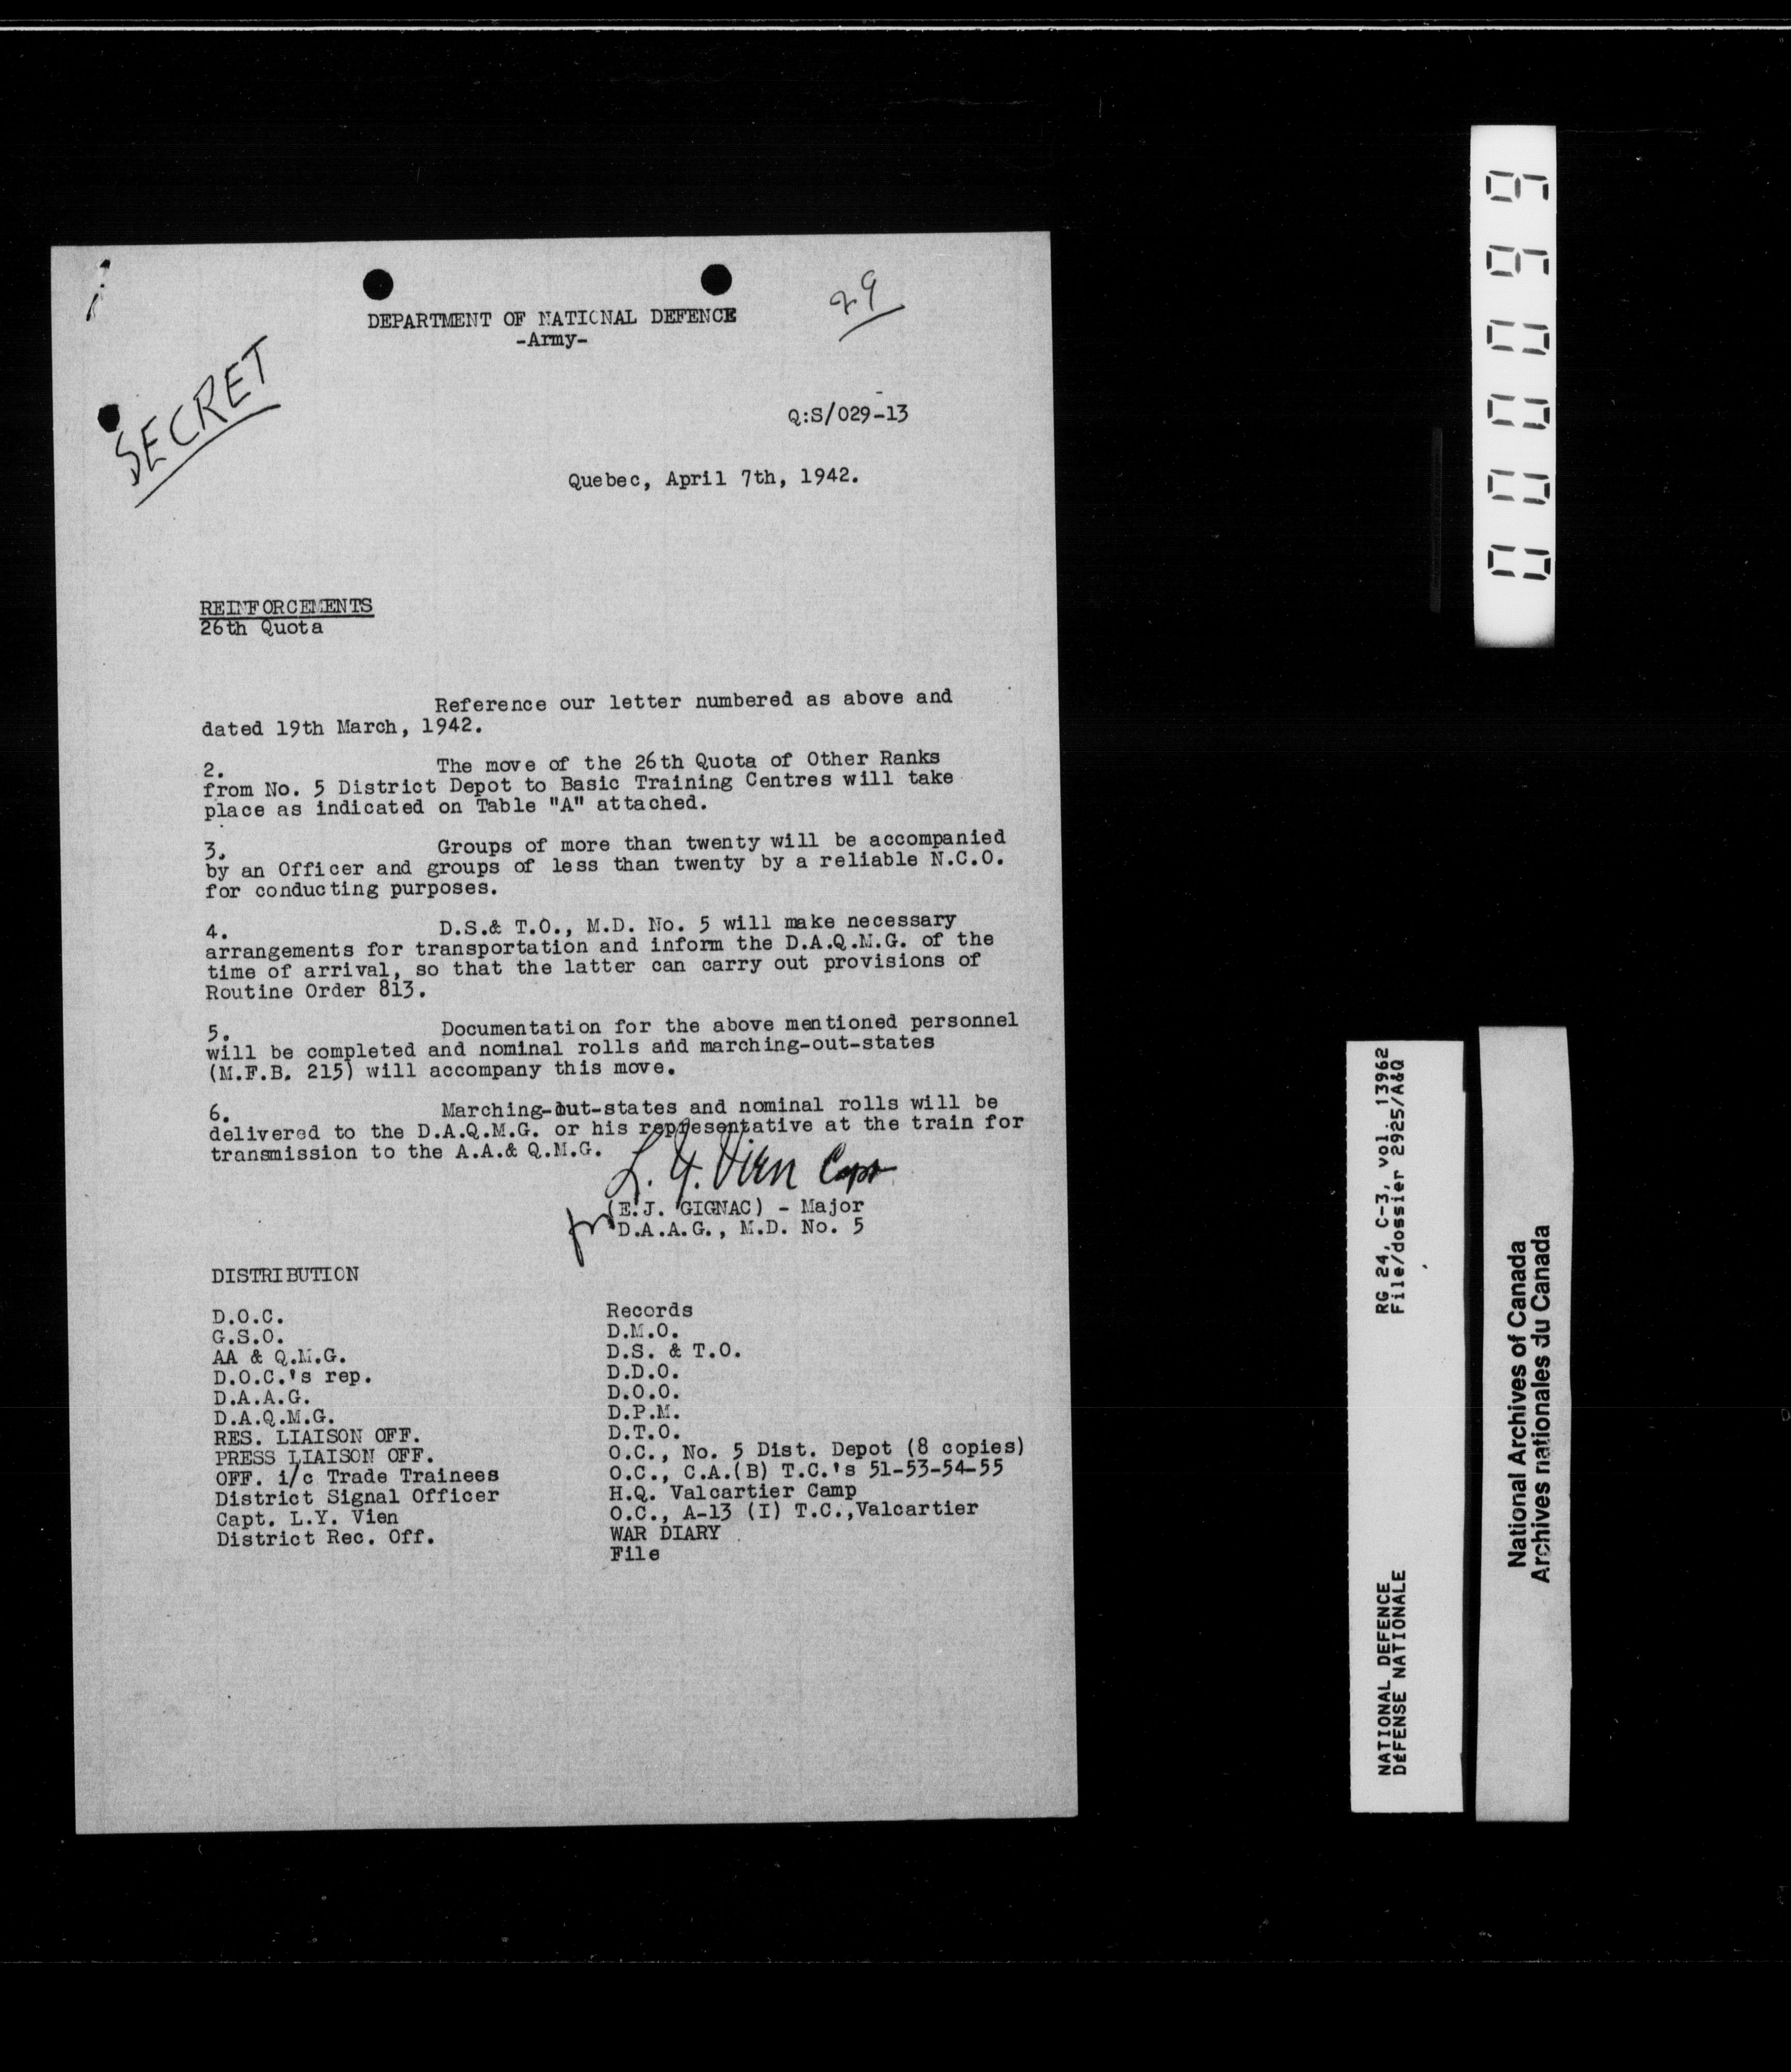 29
DEPARTMENT OF NATIONAL DEFENCE
-Army-
SECRET
Q:S/029-13
Quebec, April 7th, 1942.
REINFORCEMENTS
26th Quota
Reference our letter numbered as above and
dated 19th March, 1942.
2. The move of the 26th Quota of Other Ranks
from No. 5 District Depot to Basic Training Centres will take
place as indicated on Table "A" attached.
3. Groups of more than twenty will be accompanied
by an Officer and groups of less than twenty by a reliable N.C.O.
for conducting purposes.
4. D.S.& T.O., M.D. No. 5 will make necessary
arrangements for transportation and inform the D.A.Q.M.G. of the
time of arrival, so that the latter can carry out provisions of
Routine Order 813.
5. Documentation for the above mentioned personnel
will be completed and nominal rolls and marching-out-states
(M.F.B. 215) will accompany this move.
6. Marching-out-states and nominal rolls will be
delivered to the D.A.Q.M.G. or his representative at the train for
transmission to the A.A.& Q.M.G.
L. Y. Vien Capt
for (E.J. GIGNAC) - Major
D.A.A.G., M.D. No. 5
DISTRIBUTION
D.O.C.
G.S.O.
AA & Q.M.G.
D.O.C.'s rep.
D.A.A.G.
D.A.Q.M.G.
RES. LIAISON OFF.
PRESS LIAISON OFF.
OFF. i/c Trade Trainees
District Signal Officer
Capt. L.Y. Vien
District Rec. Off.
Records
D.M.O.
D.S. & T.O.
D.D.O.
D.O.O.
D.P.M.
D.T.O.
O.C., No. 5 Dist. Depot (8 copies)
O.C., C.A.(B) T.C.'s 51-53-54-55
H.Q. Valcartier Camp
O.C., A-13 (I) T.C.,Valcartier
WAR DIARY
File
NATIONAL DEFENCE RG 24, C-3, vol. 13962
DÉFENSE NATIONALE File/dossier 2925/A&Q
National Archives of Canada
Archives nationales du Canada